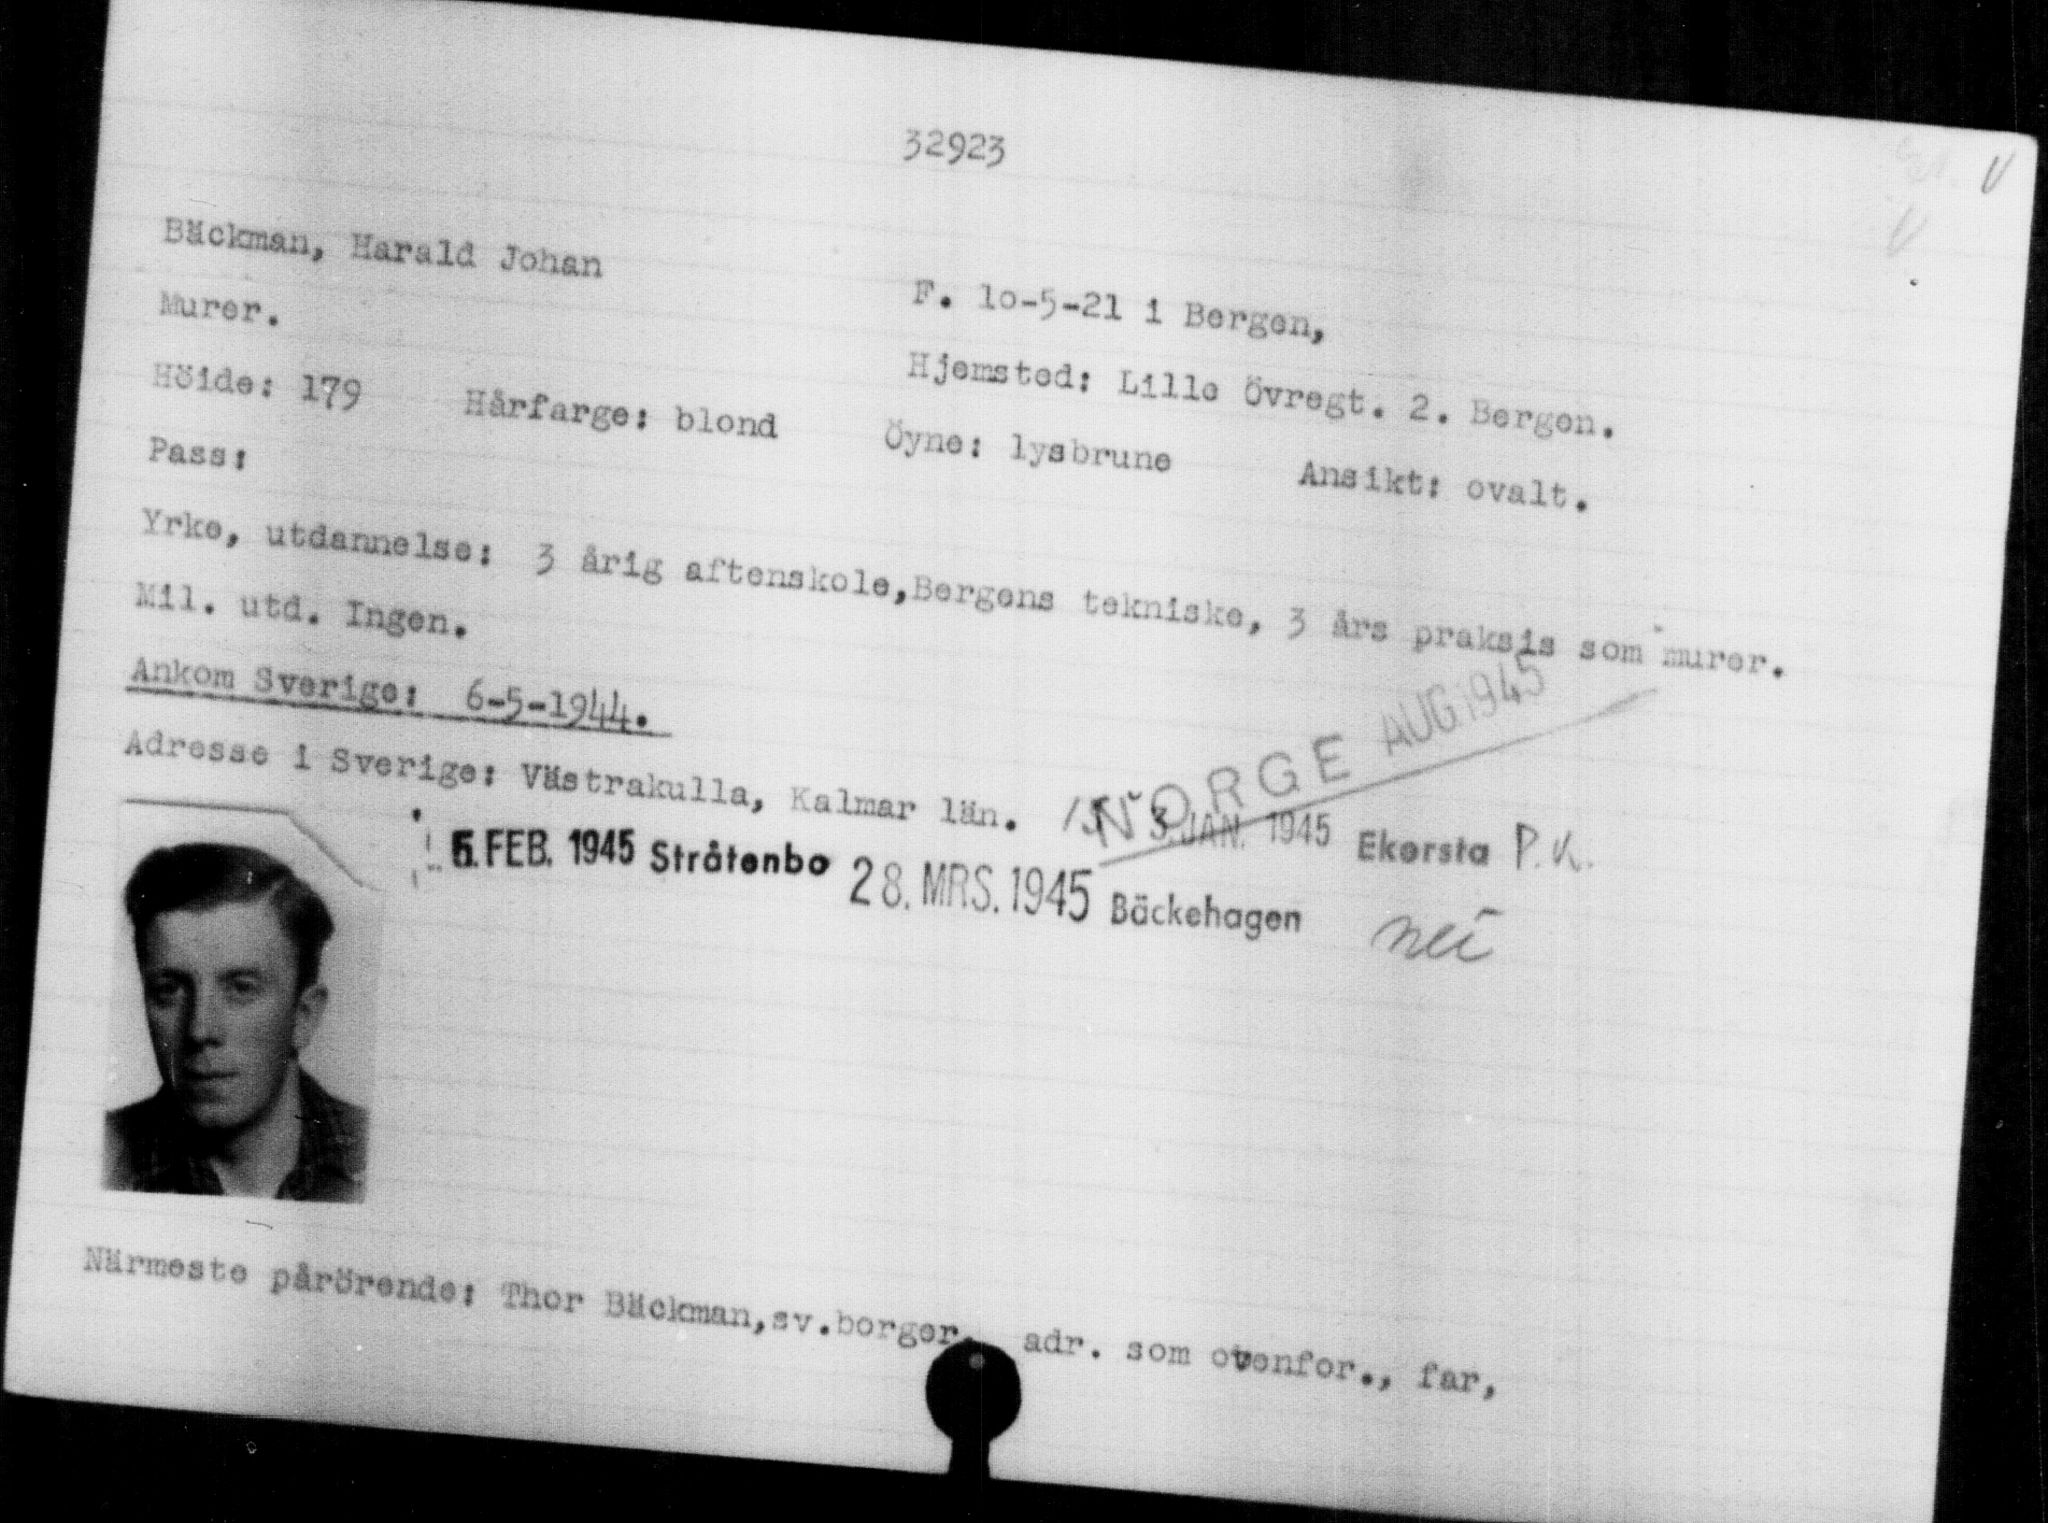 32923
V
V
Bäckman, Harald Johan
F. 1o-5-21 i Bergen,
Murer.
Hjemsted: Lille Övregt. 2. Bergen.
Höide: 179 Hårfarge: blond Öyne: lysbrune Ansikt: ovalt.
Pass:
Yrke, utdannelse: 3 årig aftenskole,Bergens tekniske, 3 års praksis som murer.
Mil. utd. Ingen.
Ankom Sverige: 6-5-1944.
NORGE AUG 1945
Adresse i Sverige: Västrakulla, Kalmar län. 3. JAN. 1945 Ekersta P.K.
5. FEB. 1945 Stråtenbo 28. MRS. 1945 Bäckehagen nei
Närmeste pårörende: Thor Bäckman,sv.borger. adr. som ovenfor., far,